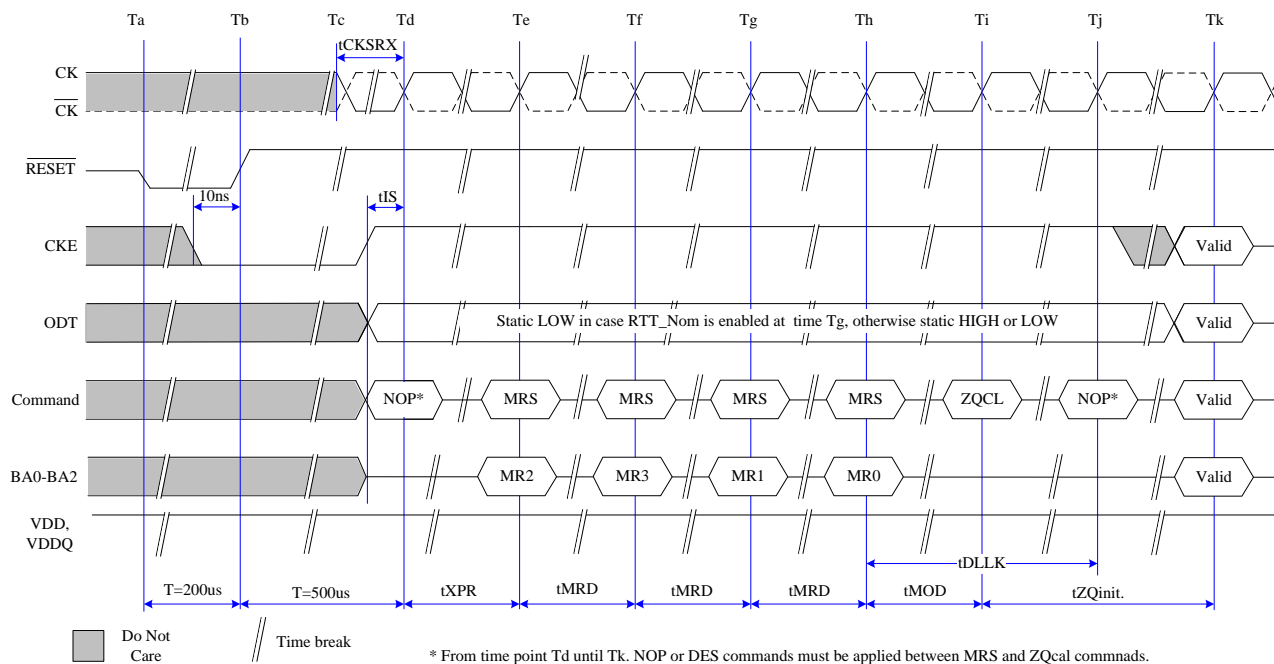 Ta Tb Tc Td Te Tf Tg Th Ti Tj Tk
tCKSRX
CK
CK
RESET
10ns
tIS
CKE
Valid
ODT
Static LOW in case RTT_Nom is enabled at time Tg, otherwise static HIGH or LOW
Valid
Command
NOP* MRS MRS MRS MRS ZQCL NOP* Valid
BA0-BA2
MR2 MR3 MR1 MR0 Valid
VDD,
VDDQ
tDLLK
T=200us T=500us tXPR tMRD tMRD tMRD tMOD tZQinit.
Do Not
Care
Time break
* From time point Td until Tk. NOP or DES commands must be applied between MRS and ZQcal commnads.